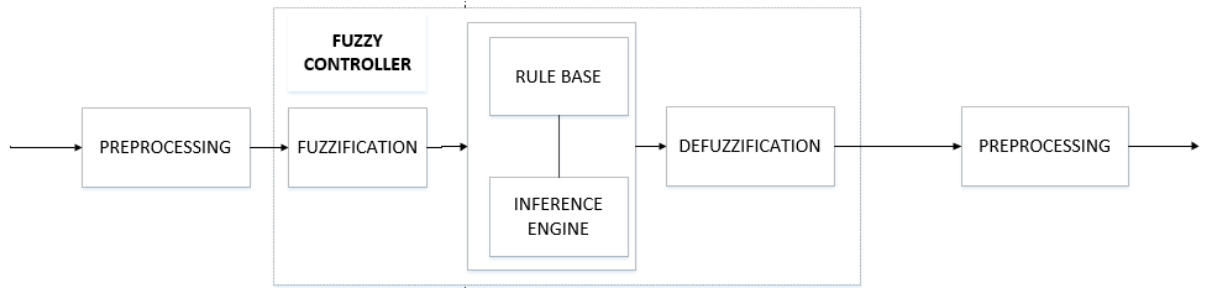 FUZZY
CONTROLLER
PREPROCESSING
FUZZIFICATION
RULE BASE
INFERENCE
ENGINE
DEFUZZIFICATION
PREPROCESSING